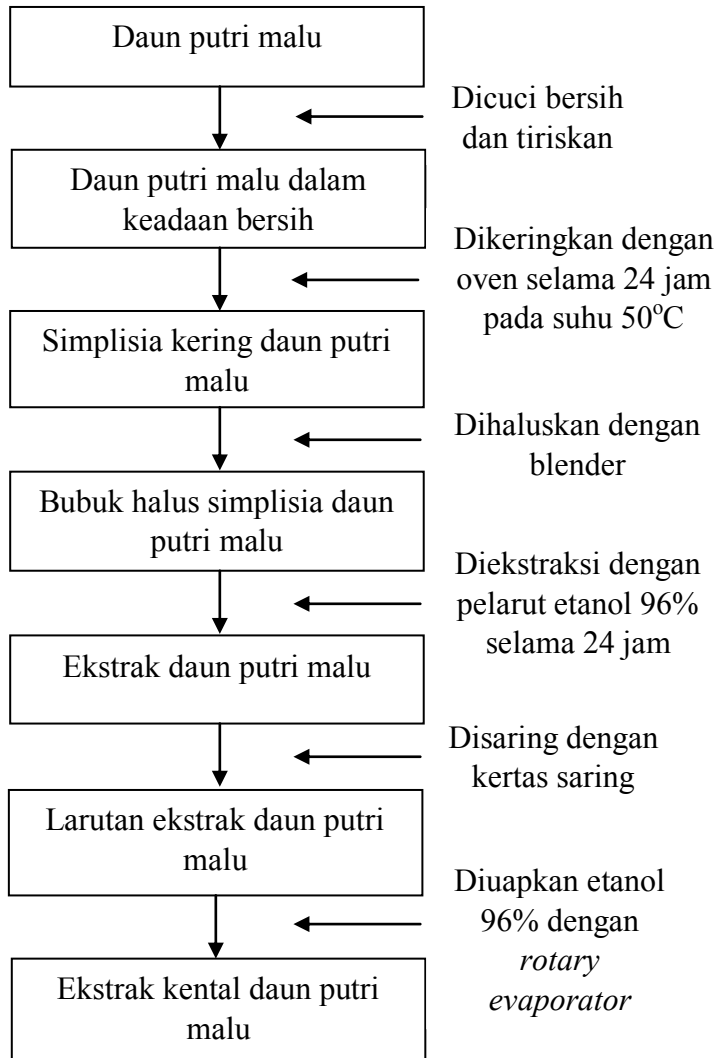 Daun putri malu
Dicuci bersih
dan tiriskan
Daun putri malu dalam
keadaan bersih
Dikeringkan dengan
oven selama 24 jam
pada suhu 50°C
Simplisia kering daun putri
malu
Dihaluskan dengan
blender
Bubuk halus simplisia daun
putri malu
Diekstraksi dengan
pelarut etanol 96%
selama 24 jam
Ekstrak daun putri malu
Disaring dengan
kertas saring
Larutan ekstrak daun putri
malu
Diuapkan etanol
96% dengan
rotary
evaporator
Ekstrak kental daun putri
malu